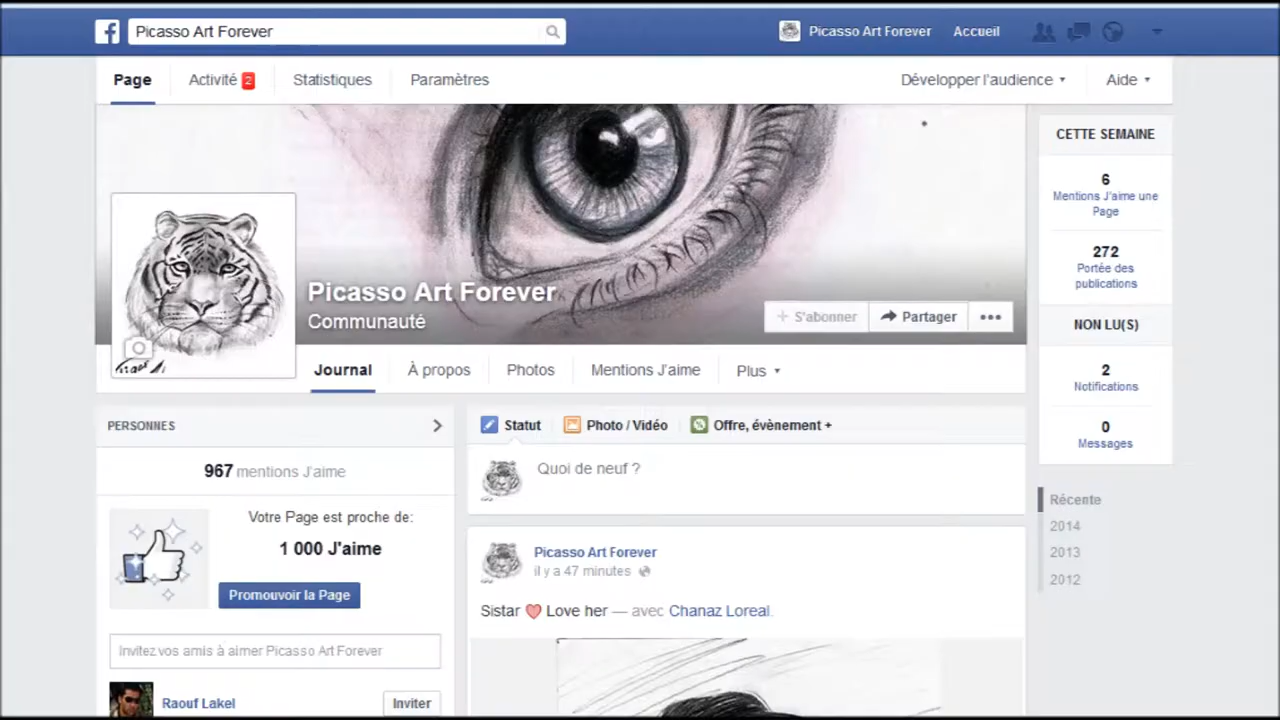 Picasso Art Forever
Picasso Art Forever
Accueil
Page
Activité 2
Statistiques
Paramètres
Développer l'audience
Aide
Picasso Art Forever
Communauté
+ S'abonner
Partager
Journal
À propos
Photos
Mentions J'aime
Plus
PERSONNES
967 mentions J'aime
Votre Page est proche de:
1 000 J'aime
Promouvoir la Page
Invitez vos amis à aimer Picasso Art Forever
Raouf Lakel
Inviter
Statut
Photo / Vidéo
Offre, évènement +
Quoi de neuf ?
Picasso Art Forever
il y a 47 minutes
Sistar Love her — avec Chanaz Loreal.
CETTE SEMAINE
6
Mentions J'aime une
Page
272
Portée des
publications
NON LU(S)
2
Notifications
0
Messages
Récente
2014
2013
2012